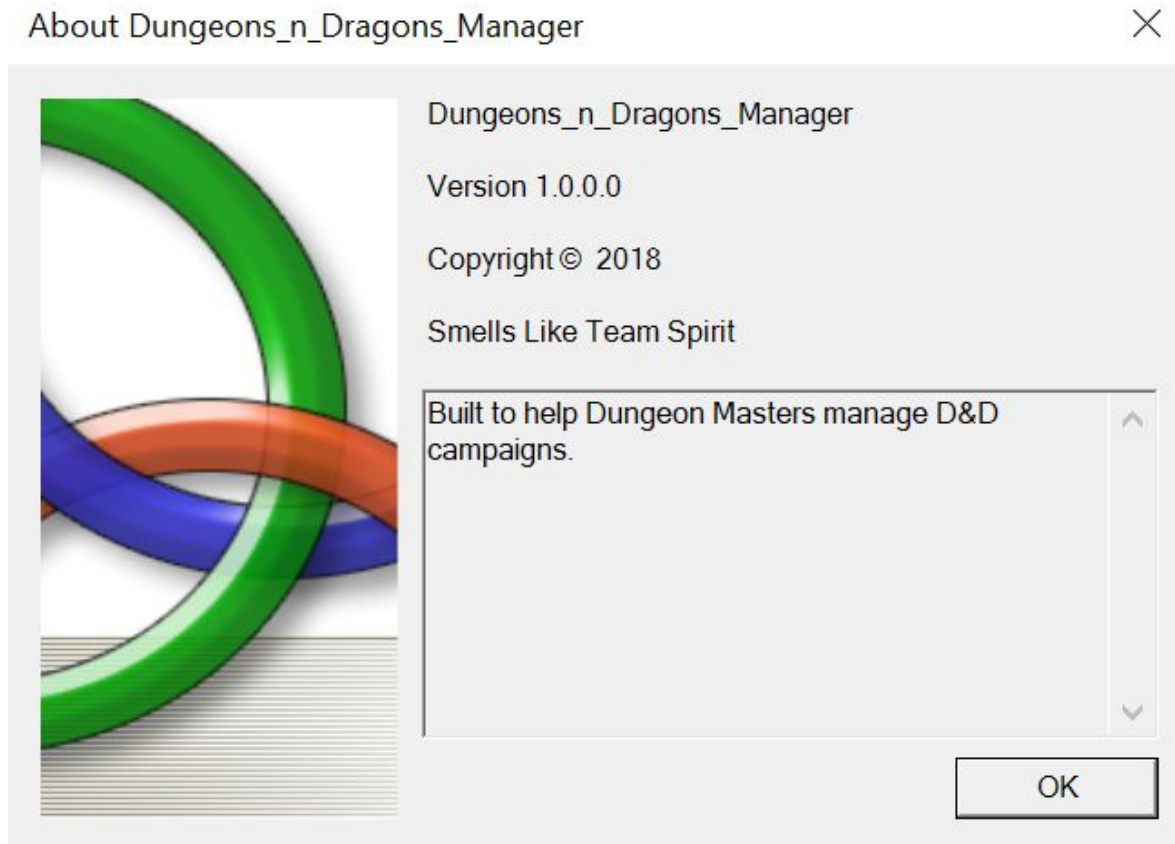 About Dungeons_n_Dragons_Manager
Dungeons_n_Dragons_Manager
Version 1.0.0.0
Copyright © 2018
Smells Like Team Spirit
Built to help Dungeon Masters manage D&D
campaigns.
OK